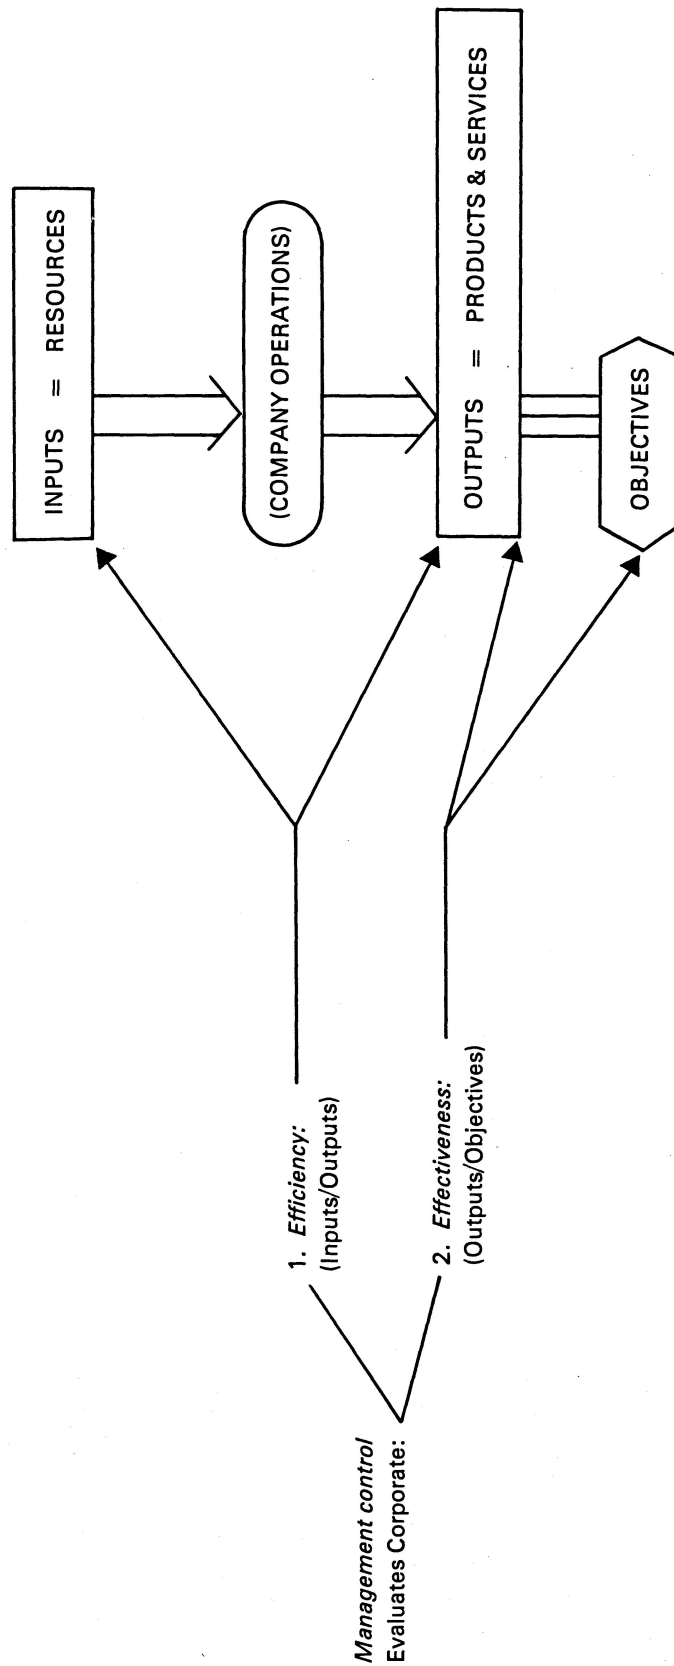 Management control
Evaluates Corporate:
1. Efficiency:
(Inputs/Outputs)
2. Effectiveness:
(Outputs/Objectives)
INPUTS = RESOURCES
(COMPANY OPERATIONS)
OUTPUTS = PRODUCTS & SERVICES
OBJECTIVES